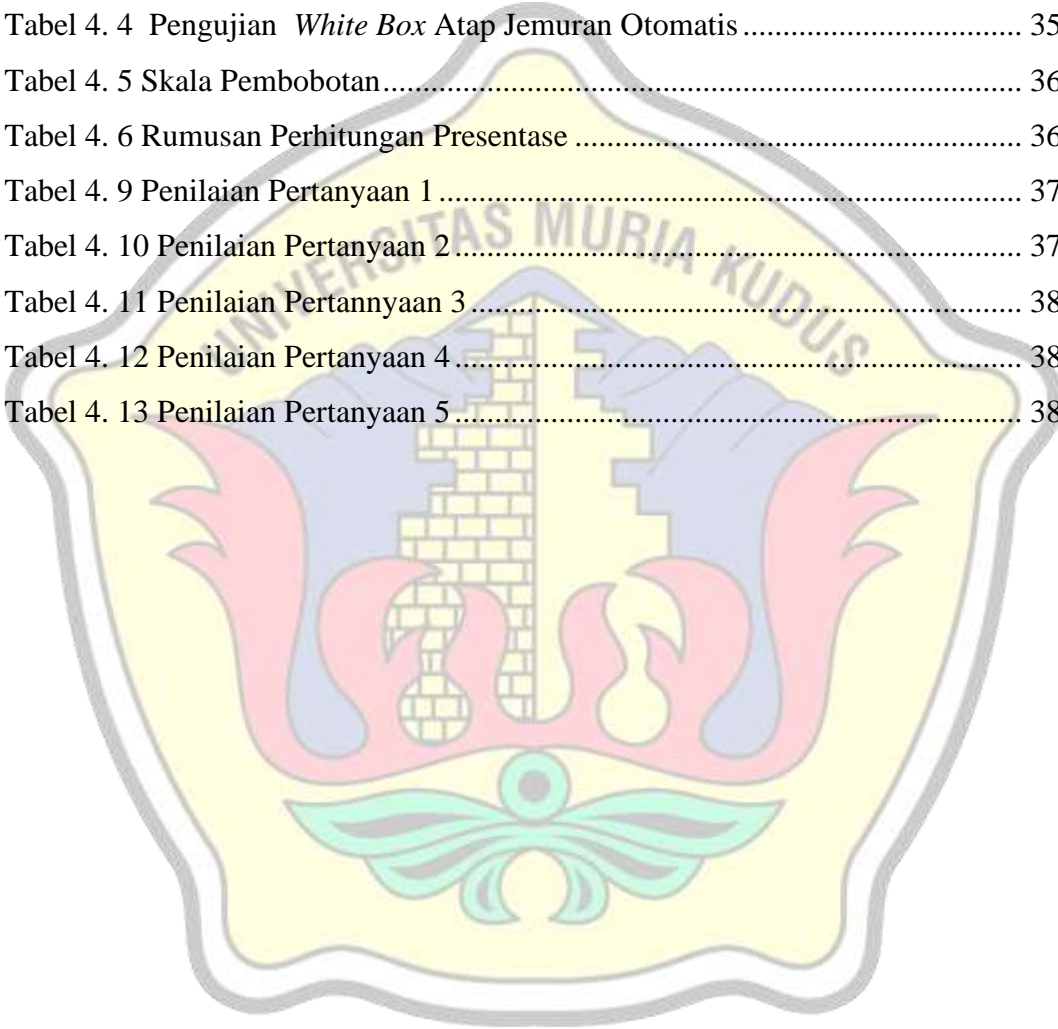 Tabel 4. 4  Pengujian  White Box Atap Jemuran Otomatis .................................. 35
Tabel 4. 5 Skala Pembobotan............................................................................... 36
Tabel 4. 6 Rumusan Perhitungan Presentase ....................................................... 36
Tabel 4. 9 Penilaian Pertanyaan 1........................................................................ 37
Tabel 4. 10 Penilaian Pertanyaan 2...................................................................... 37
Tabel 4. 11 Penilaian Pertannyaan 3.................................................................... 38
Tabel 4. 12 Penilaian Pertanyaan 4...................................................................... 38
Tabel 4. 13 Penilaian Pertanyaan 5...................................................................... 38
UNIVERSITAS MURIA KUDUS